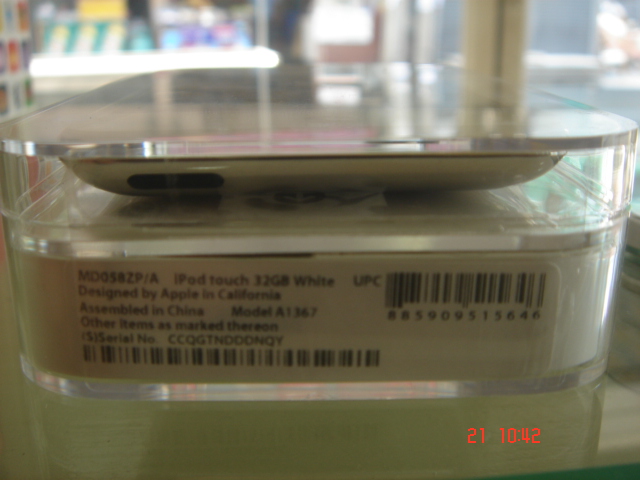 MD058ZP/A iPod touch 32GB White UPC
Designed by Apple in California
Assembled in China Model A1367
Other items as marked thereon
(S)Serial No. CCQGTNDDDNQY
885909515646
21 10:42